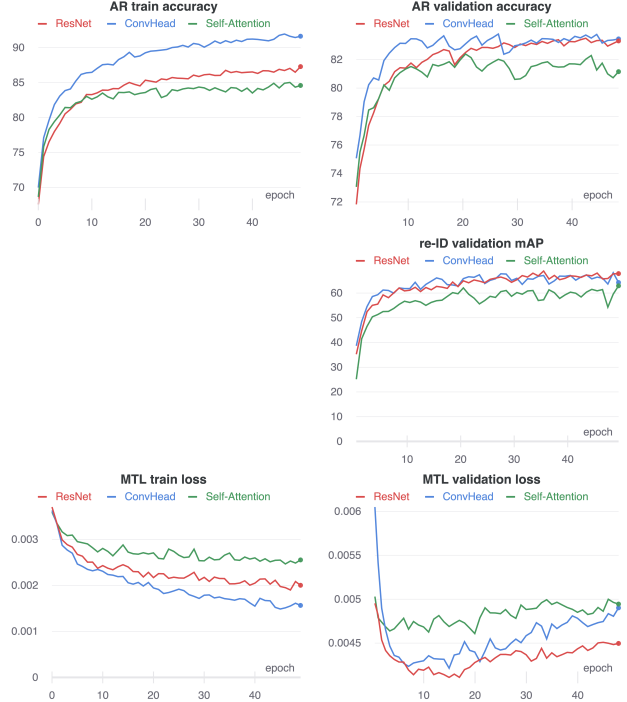 AR train accuracy
ResNet ConvHead Self-Attention
90
85
80
75
70
epoch
0 10 20 30 40
AR validation accuracy
ResNet ConvHead Self-Attention
82
80
78
76
74
72
epoch
10 20 30 40
re-ID validation mAP
ResNet ConvHead Self-Attention
60
50
40
30
20
10
0
epoch
10 20 30 40
MTL train loss
ResNet ConvHead Self-Attention
0.003
0.002
0.001
0
epoch
0 10 20 30 40
MTL validation loss
ResNet ConvHead Self-Attention
0.006
0.0055
0.005
0.0045
epoch
10 20 30 40